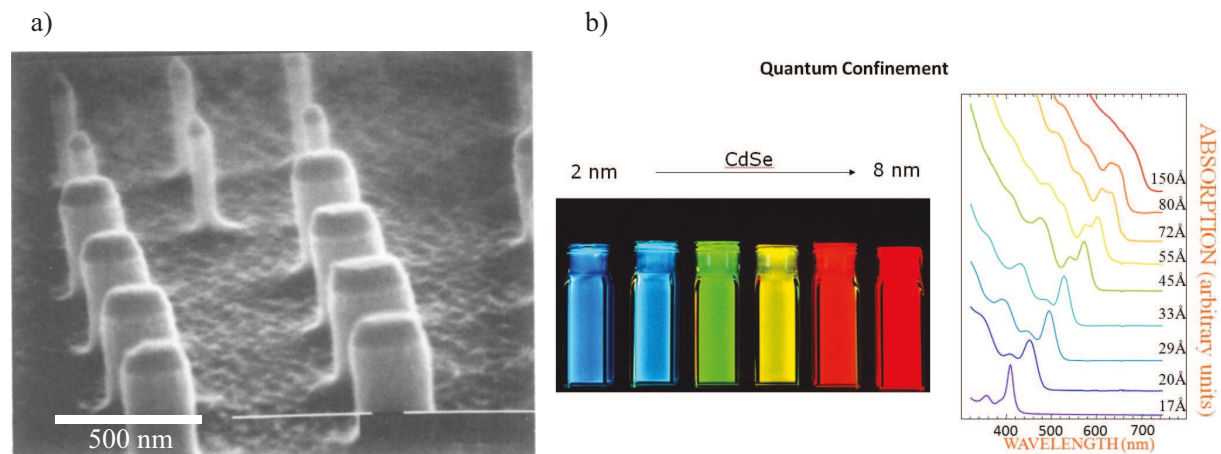 a)
b)
500 nm
Quantum Confinement
2 nm
CdSe
8 nm
150Å
80Å
72Å
55Å
45Å
33Å
29Å
20Å
17Å
400 500 600 700
WAVELENGTH (nm)
ABSORPTION (arbitrary units)